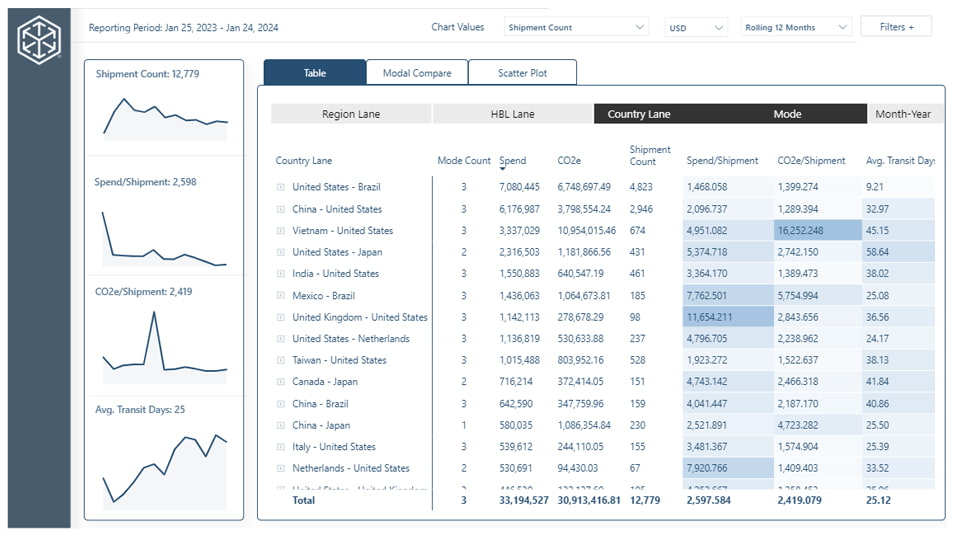 Reporting Period: Jan 25, 2023 - Jan 24, 2024
Chart Values
Shipment Count
USD
Rolling 12 Months
Filters +
Shipment Count: 12,779
Spend/Shipment: 2,598
CO2e/Shipment: 2,419
Avg. Transit Days: 25
Table Modal Compare Scatter Plot
Region Lane HBL Lane Country Lane Mode Month-Year
Country Lane Mode Count Spend CO2e Shipment Count Spend/Shipment CO2e/Shipment Avg. Transit Days
United States - Brazil 3 7,080,445 6,748,697.49 4,823 1,468.058 1,399.274 9.21
China - United States 3 6,176,987 3,798,554.24 2,946 2,096.737 1,289.394 32.97
Vietnam - United States 3 3,337,029 10,954,015.46 674 4,951.082 16,252.248 45.15
United States - Japan 2 2,316,503 1,181,866.56 431 5,374.718 2,742.150 58.64
India - United States 3 1,550,883 640,547.19 461 3,364.170 1,389.473 38.02
Mexico - Brazil 3 1,436,063 1,064,673.81 185 7,762.501 5,754.994 25.08
United Kingdom - United States 3 1,142,113 278,678.29 98 11,654.211 2,843.656 36.56
United States - Netherlands 3 1,136,819 530,633.88 237 4,796.705 2,238.962 24.17
Taiwan - United States 3 1,015,488 803,952.16 528 1,923.272 1,522.637 38.13
Canada - Japan 2 716,214 372,414.05 151 4,743.142 2,466.318 41.84
China - Brazil 3 642,590 347,759.96 159 4,041.447 2,187.170 40.86
China - Japan 1 580,035 1,086,354.84 230 2,521.891 4,723.282 25.50
Italy - United States 3 539,612 244,110.05 155 3,481.367 1,574.904 25.39
Netherlands - United States 2 530,691 94,430.03 67 7,920.766 1,409.403 33.52
Total 3 33,194,527 30,913,416.81 12,779 2,597.584 2,419.079 25.12